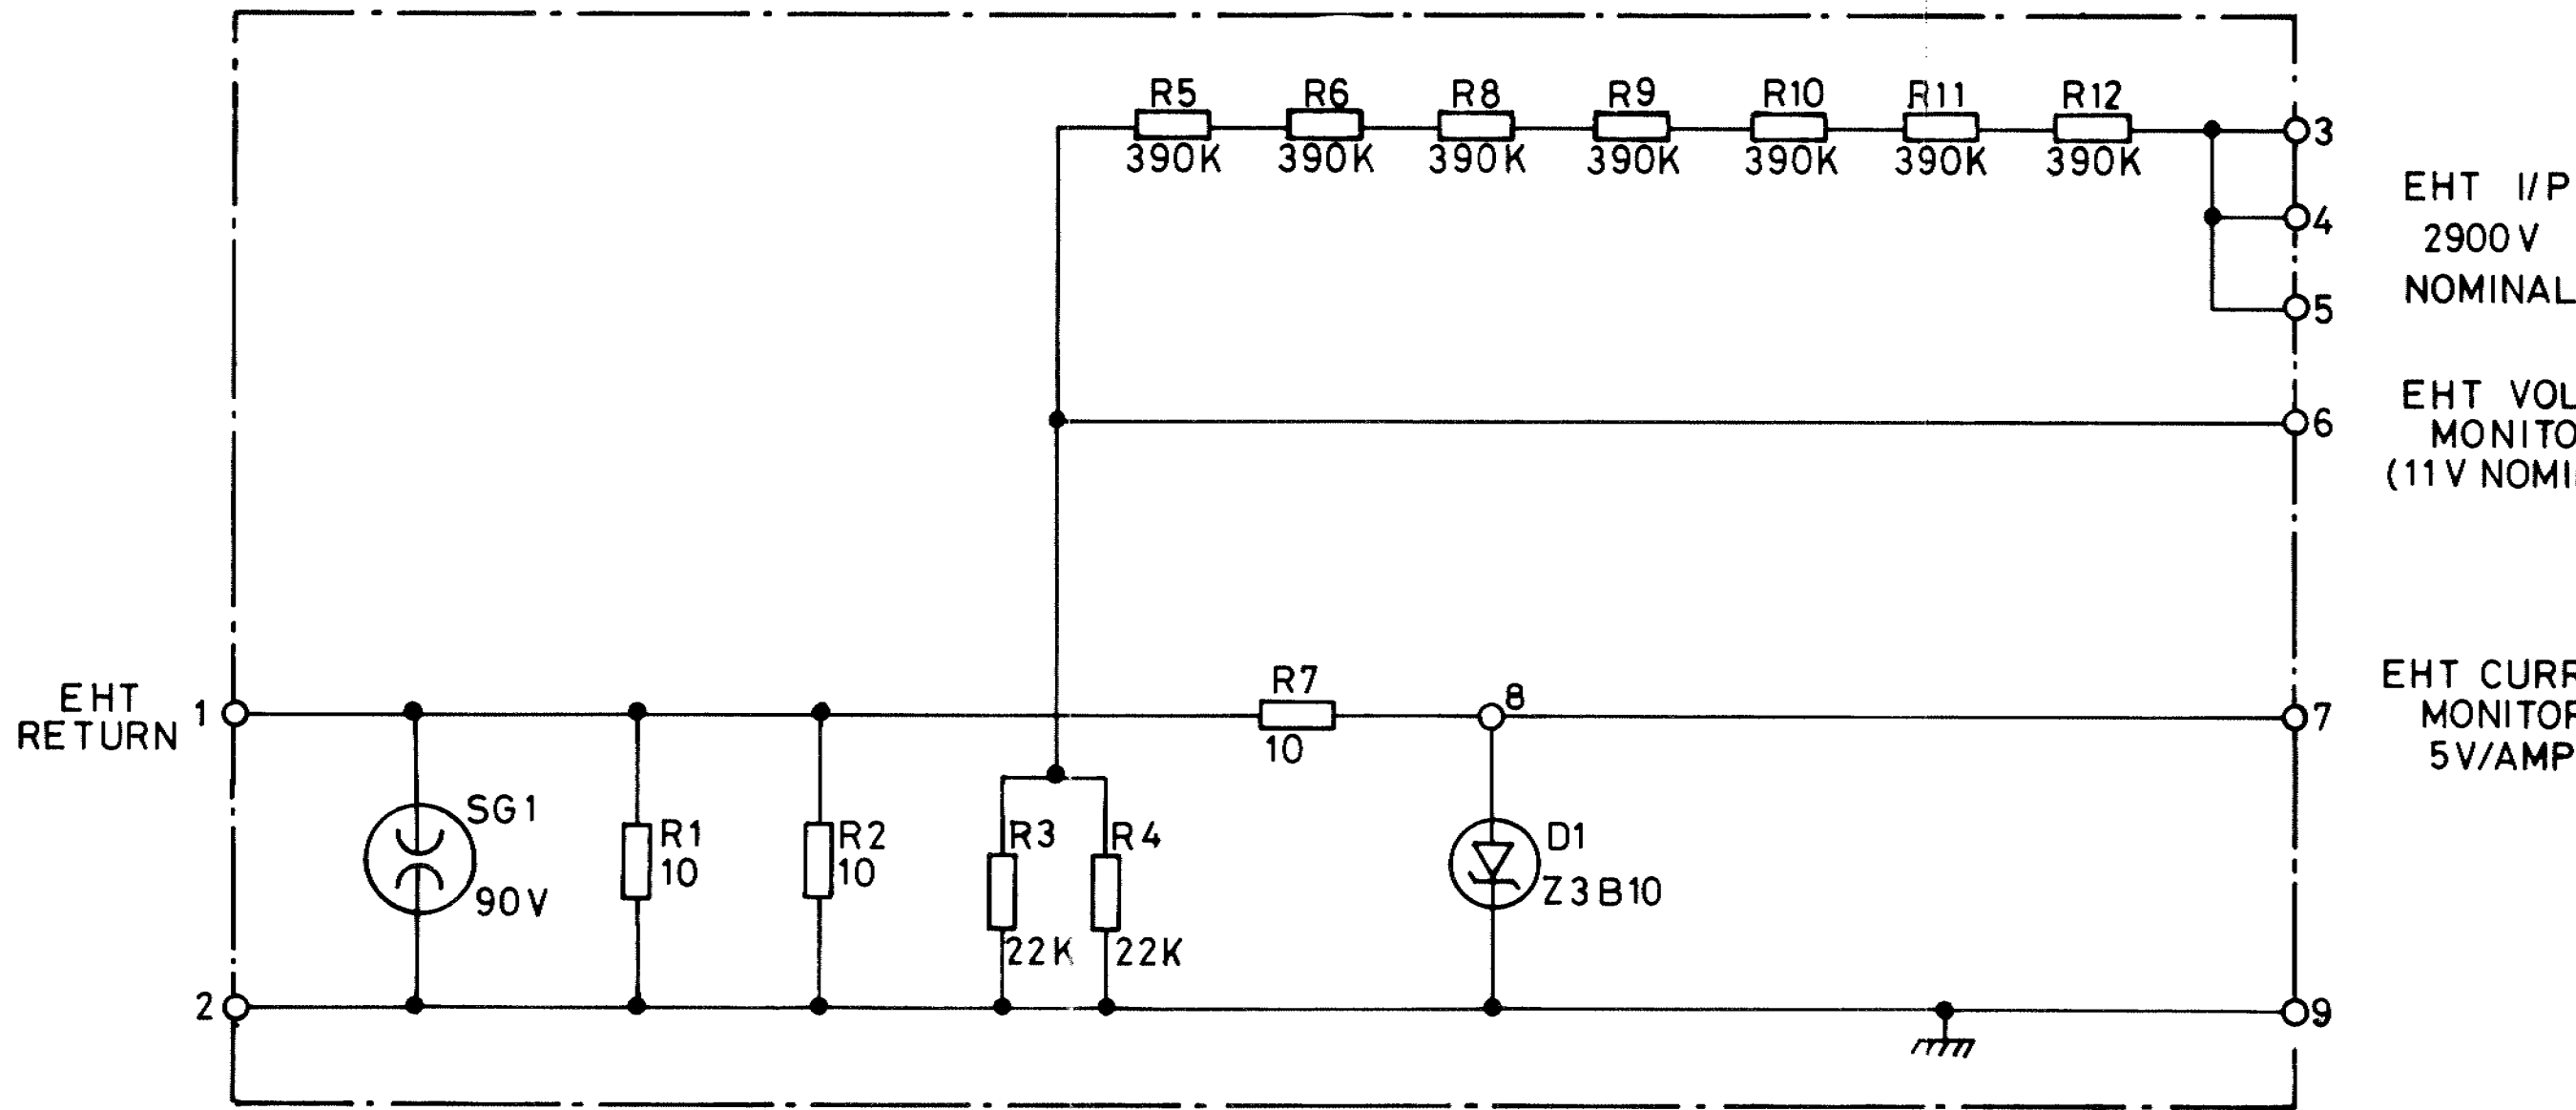 R5
R6
R8
R9
R10
R11
R12
3
390K
390K
390K
390K
390K
390K
390K
EHT I/P
2900V
NOMINAL
4
5
EHT VOL
MONITO
(11V NOMI
6
EHT
RETURN
1
R7
10
8
7
EHT CURR
MONITOR
5V/AMP
SG1
90V
R1
10
R2
10
R3
22K
R4
22K
D1
Z3B10
2
9